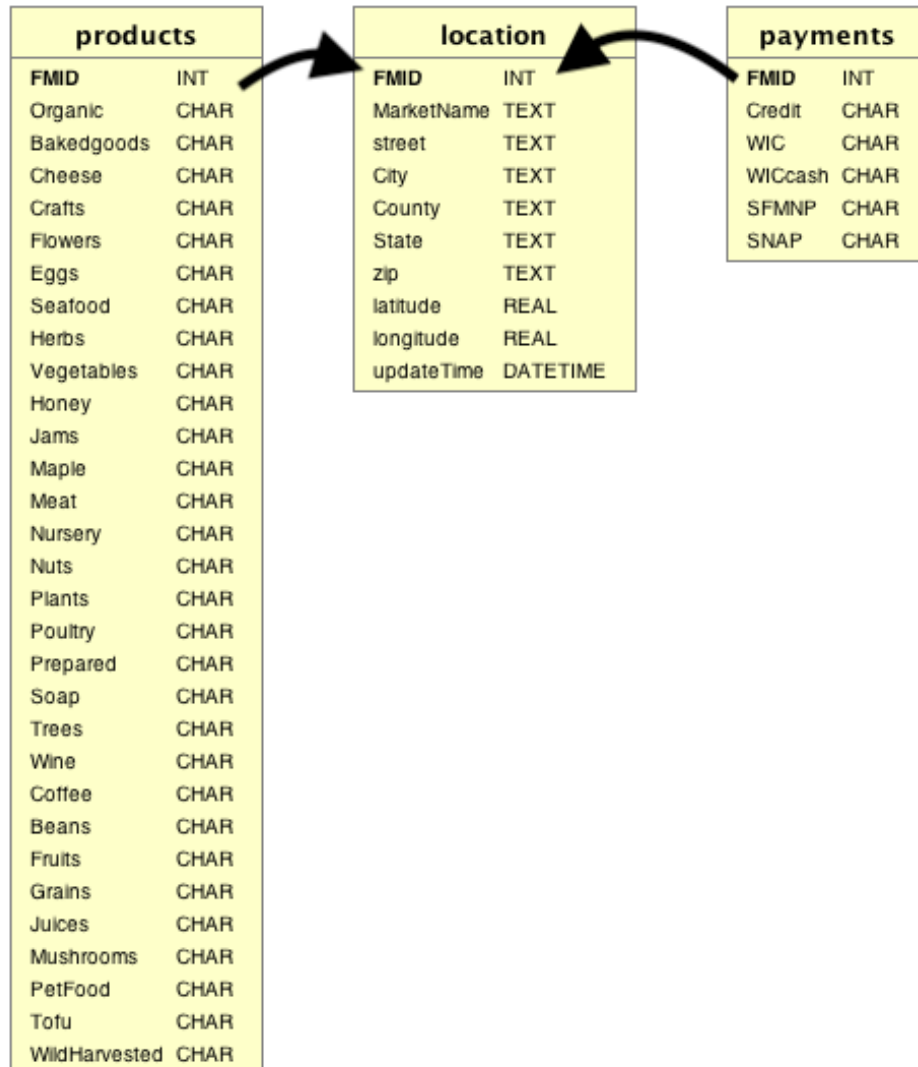 products
FMID INT
Organic CHAR
Bakedgoods CHAR
Cheese CHAR
Crafts CHAR
Flowers CHAR
Eggs CHAR
Seafood CHAR
Herbs CHAR
Vegetables CHAR
Honey CHAR
Jams CHAR
Maple CHAR
Meat CHAR
Nursery CHAR
Nuts CHAR
Plants CHAR
Poultry CHAR
Prepared CHAR
Soap CHAR
Trees CHAR
Wine CHAR
Coffee CHAR
Beans CHAR
Fruits CHAR
Grains CHAR
Juices CHAR
Mushrooms CHAR
PetFood CHAR
Tofu CHAR
WildHarvested CHAR
location
FMID INT
MarketName TEXT
street TEXT
City TEXT
County TEXT
State TEXT
zip TEXT
latitude REAL
longitude REAL
updateTime DATETIME
payments
FMID INT
Credit CHAR
WIC CHAR
WICcash CHAR
SFMNP CHAR
SNAP CHAR